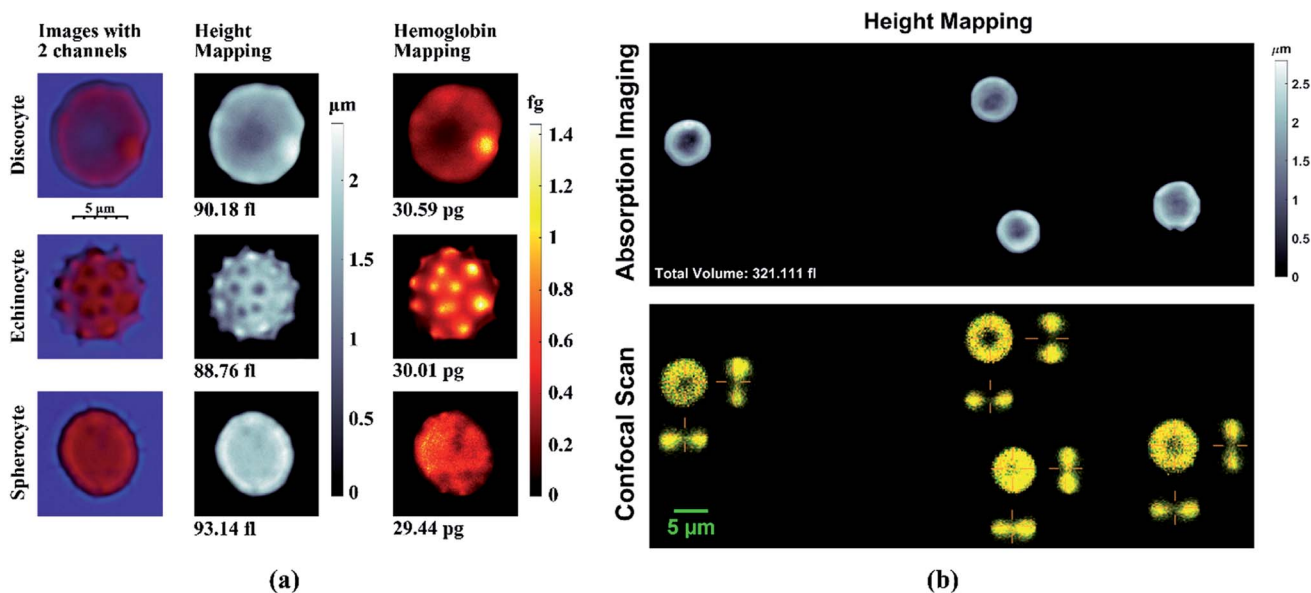 Images with
2 channels
Height
Mapping
Hemoglobin
Mapping
Discocyte
5 μm
90.18 fl
30.59 pg
Echinocyte
88.76 fl
30.01 pg
Spherocyte
93.14 fl
29.44 pg
μm
2
1.5
1
0.5
0
fg
1.4
1.2
1
0.8
0.6
0.4
0.2
0
(a)
Height Mapping
Absorption Imaging
Total Volume: 321.111 fl
μm
2.5
2
1.5
1
0.5
0
Confocal Scan
5 μm
(b)